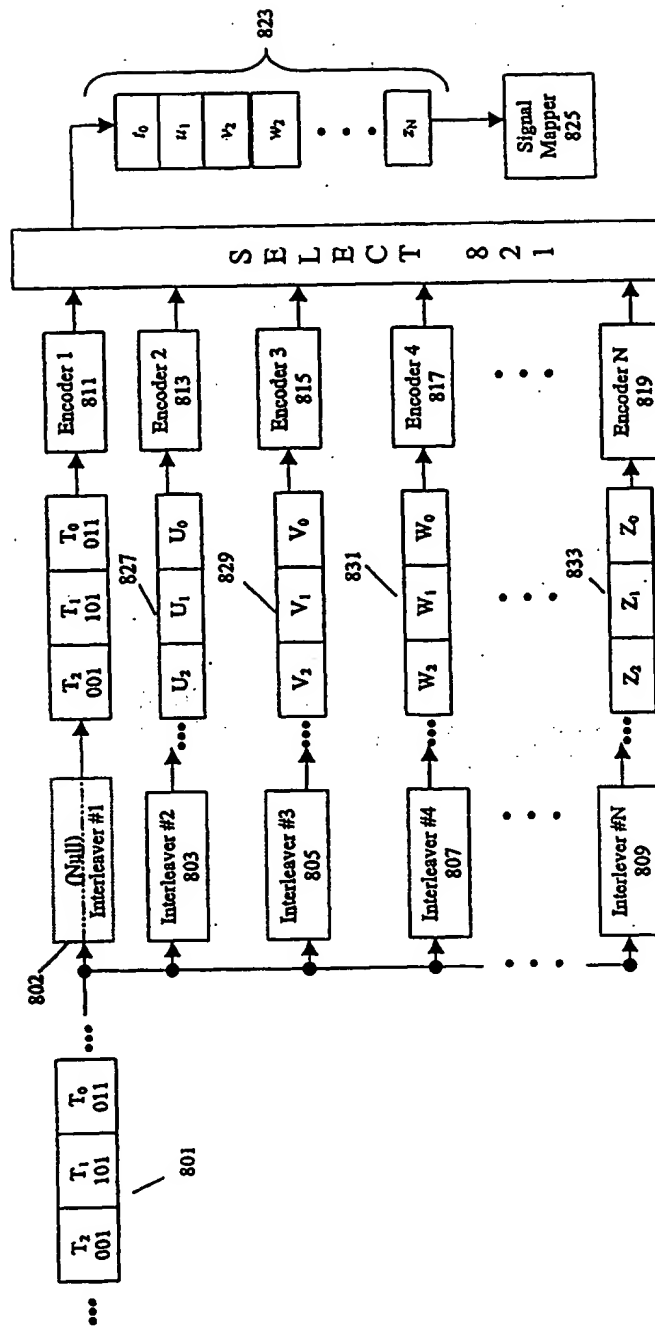 T₂ 001 T₁ 101 T₀ 011
801
802
(Null)
Interleaver #1
T₂ 001 T₁ 101 T₀ 011
Encoder 1
811
Interleaver #2
803
U₂ U₁ U₀
827
Encoder 2
813
Interleaver #3
805
V₂ V₁ V₀
829
Encoder 3
815
Interleaver #4
807
W₂ W₁ W₀
831
Encoder 4
817
Interlever #N
809
Z₂ Z₁ Z₀
833
Encoder N
819
SELECT 821
t₀
u₁
v₂
w₂
z_N
823
Signal
Mapper
825